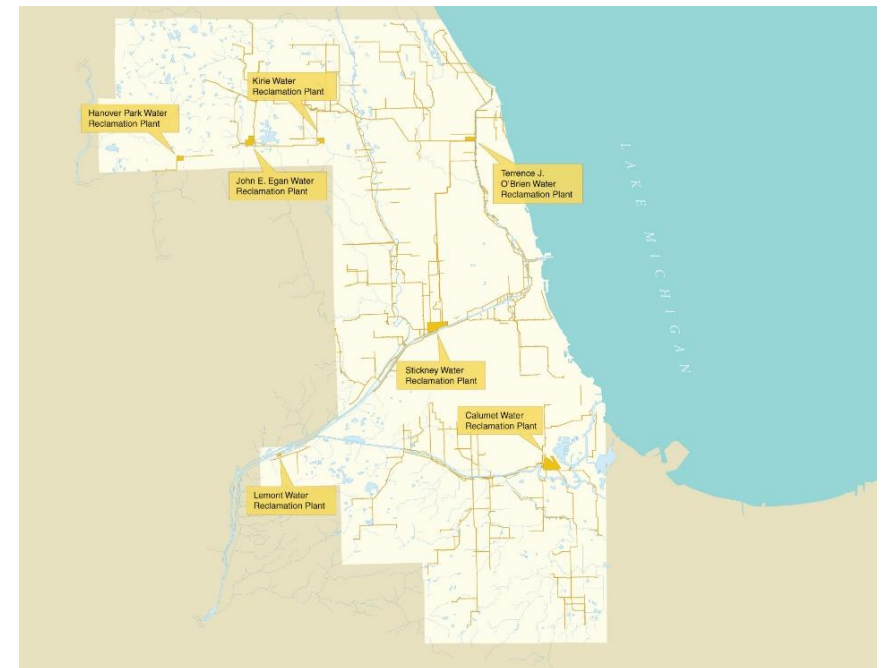 Kirie Water
Reclamation Plant
Hanover Park Water
Reclamation Plant
John E. Egan Water
Reclamation Plant
Terrence J.
O'Brien Water
Reclamation Plant
LAKE MICHIGAN
Stickney Water
Reclamation Plant
Calumet Water
Reclamation Plant
Lemont Water
Reclamation Plant